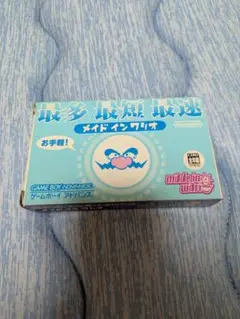 最多 最短 最速
メイド イン ワリオ
お手軽!
GAME BOY ADVANCE
ゲームボーイ アドバンス
made in
wario